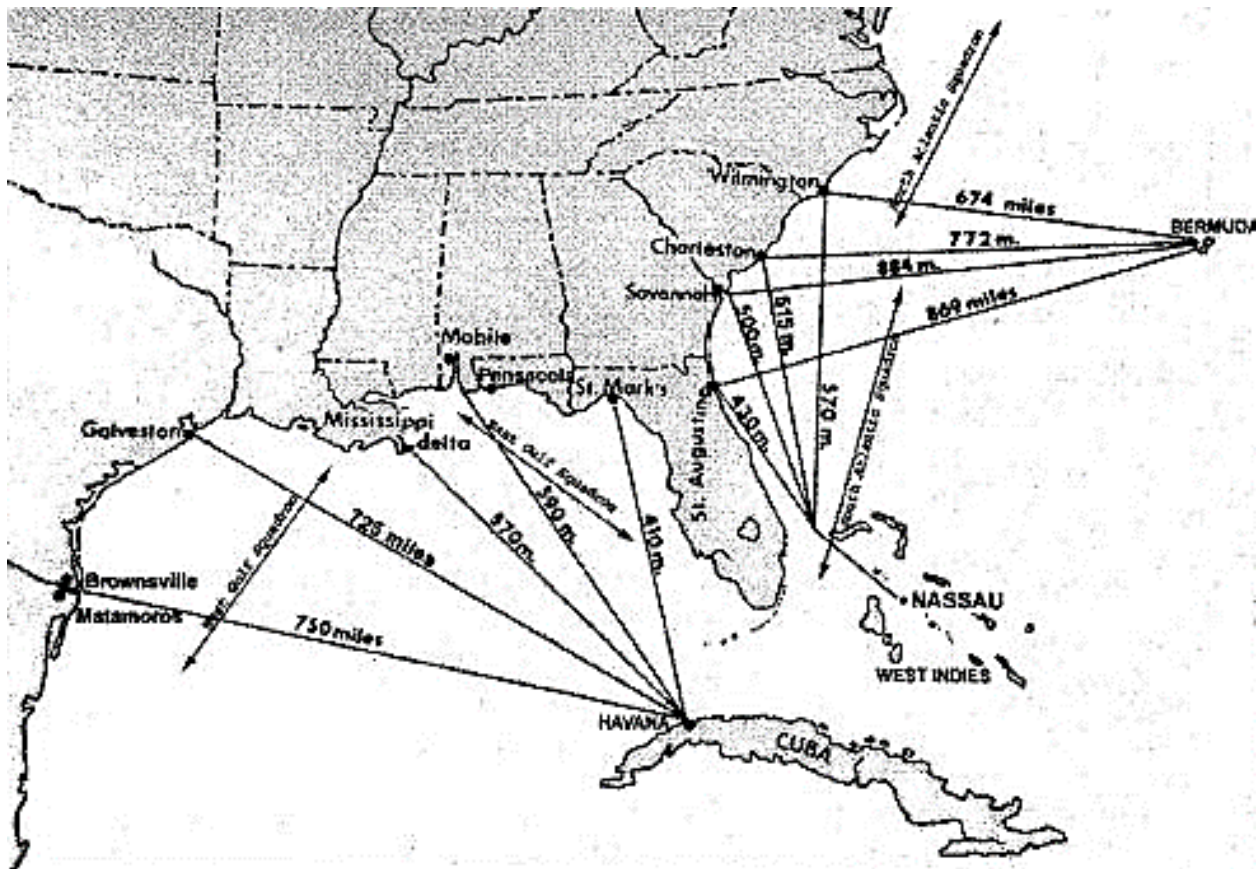 North Atlantic Squadron
Wilmington
674 miles
BERMUDA
Charleston
772 m.
884 m.
Savannah
869 miles
515 m.
500 m.
570 m.
South Atlantic Squadron
Mobile
Pensacola
St. Mark's
St. Augustine
430 m.
Galveston
Mississippi
delta
East Gulf Squadron
590 m.
570 m.
410 m.
725 miles
West Gulf Squadron
Brownsville
Matamoros
750 miles
NASSAU
WEST INDIES
HAVANA
CUBA